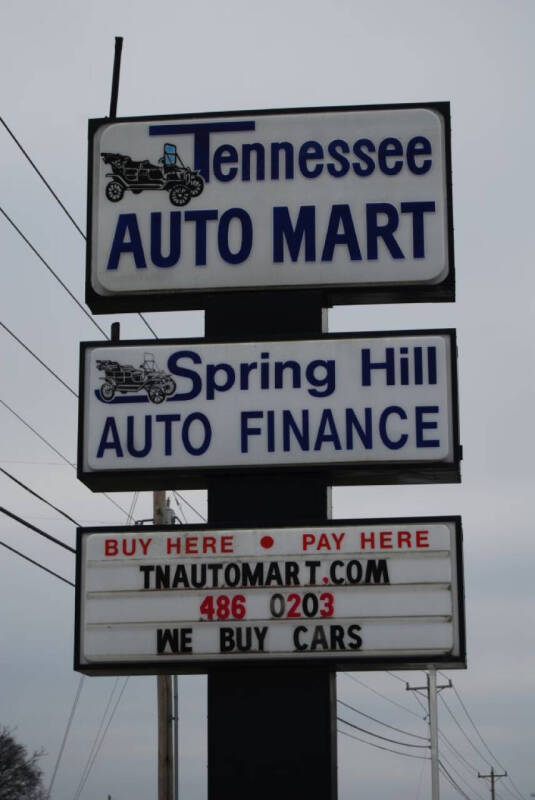 Tennessee
AUTO MART
Spring Hill
AUTO FINANCE
BUY HERE • PAY HERE
TNAUTOMART.COM
486 0203
WE BUY CARS